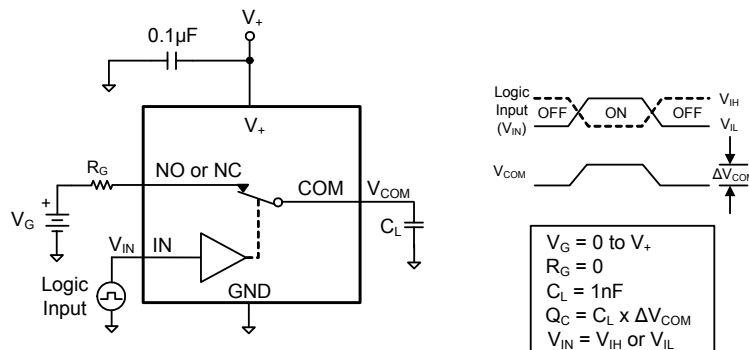 V+
0.1μF
V+
RG
NO or NC
COM
VCOM
+
VG
CL
VIN
IN
Logic
Input
GND
Logic
Input
(VIN)
OFF
ON
OFF
VIH
VIL
VCOM
ΔVCOM
VG = 0 to V+
RG = 0
CL = 1nF
QC = CL x ΔVCOM
VIN = VIH or VIL